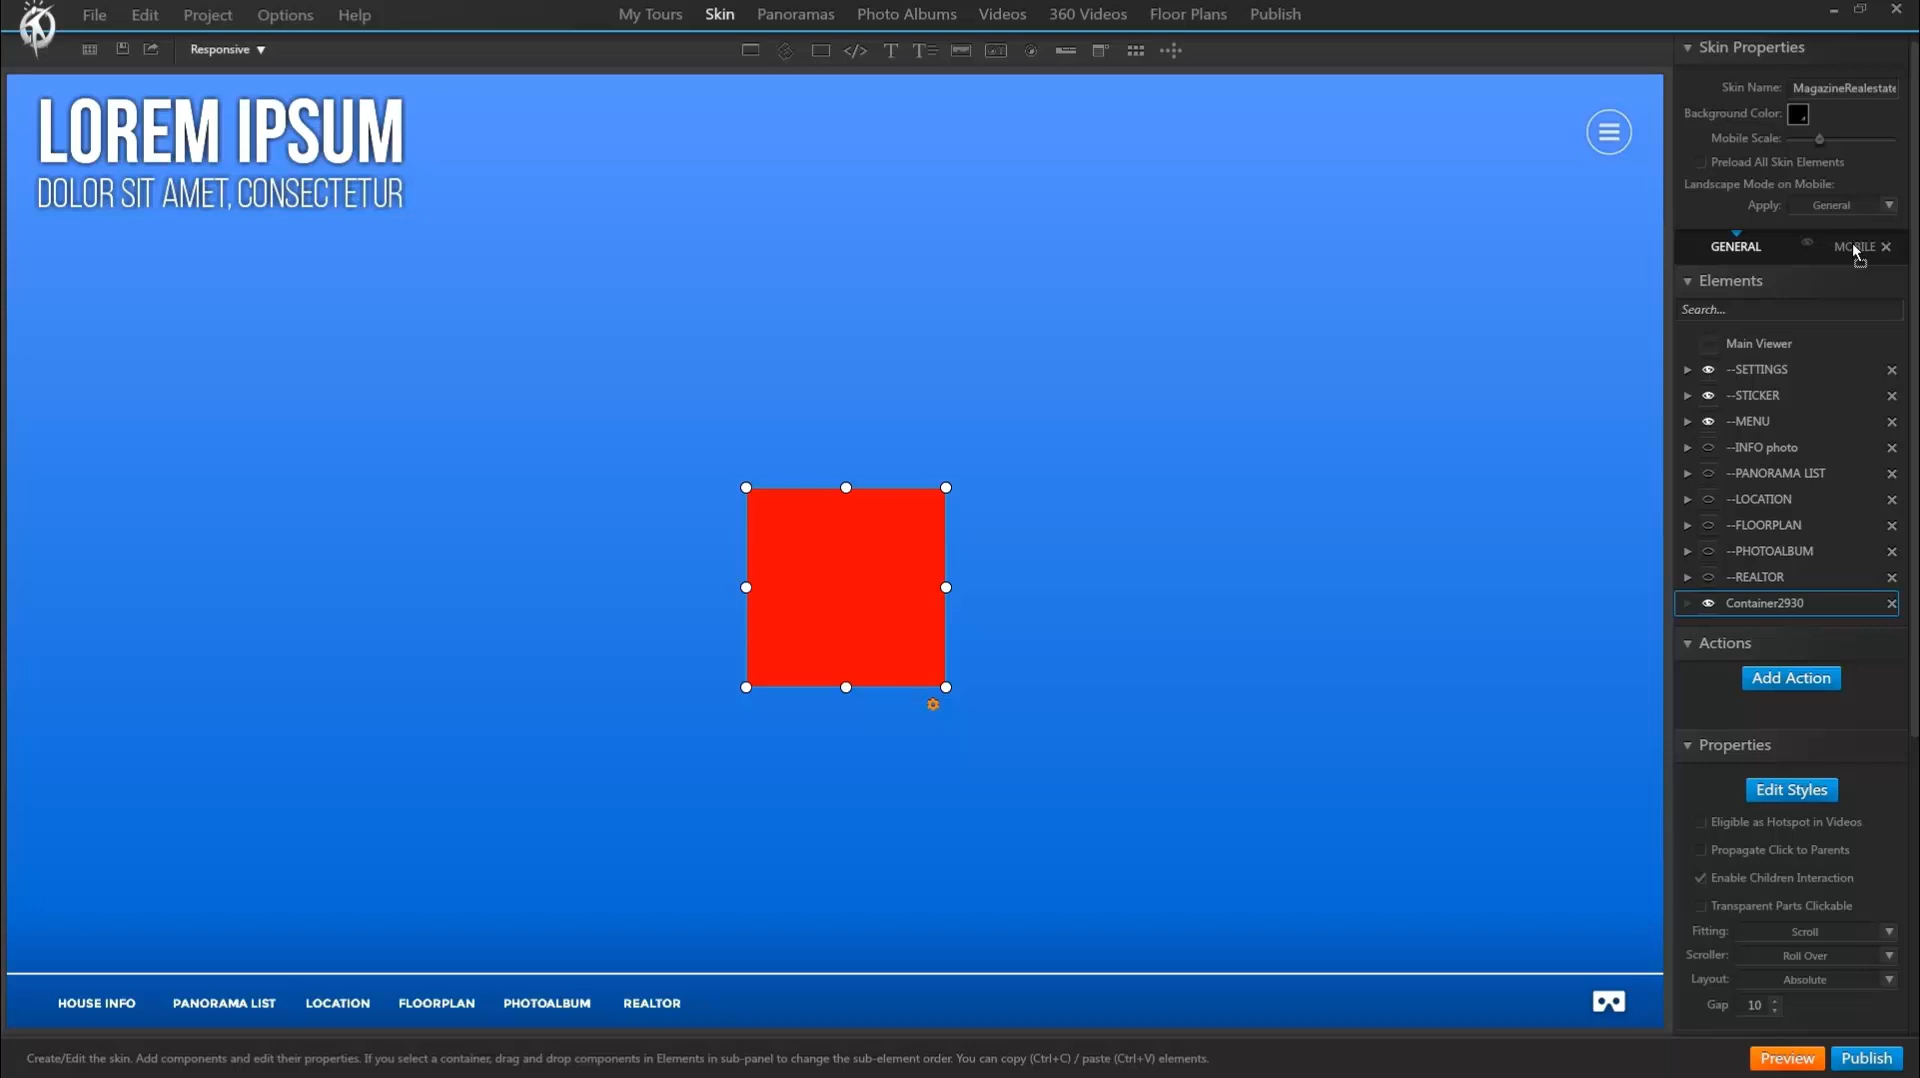 File Edit Project Options Help
My Tours Skin Panoramas Photo Albums Videos 360 Videos Floor Plans Publish
Responsive
Skin Properties
Skin Name: MagazineRealestate
Background Color:
Mobile Scale:
Preload All Skin Elements
Landscape Mode on Mobile:
Apply: General
LOREM IPSUM
DOLOR SIT AMET, CONSECTETUR
GENERAL MOBILE
Elements
Search...
Main Viewer
--SETTINGS
--STICKER
--MENU
--INFO photo
--PANORAMA LIST
--LOCATION
--FLOORPLAN
--PHOTOALBUM
--REALTOR
Container2930
Actions
Add Action
Properties
Edit Styles
Eligible as Hotspot in Videos
Propagate Click to Parents
Enable Children Interaction
Transparent Parts Clickable
Fitting: Scroll
Scroller: Roll Over
Layout: Absolute
Gap 10
HOUSE INFO PANORAMA LIST LOCATION FLOORPLAN PHOTOALBUM REALTOR
Create/Edit the skin. Add components and edit their properties. If you select a container, drag and drop components in Elements in sub-panel to change the sub-element order. You can copy (Ctrl+C) / paste (Ctrl+V) elements.
Preview Publish